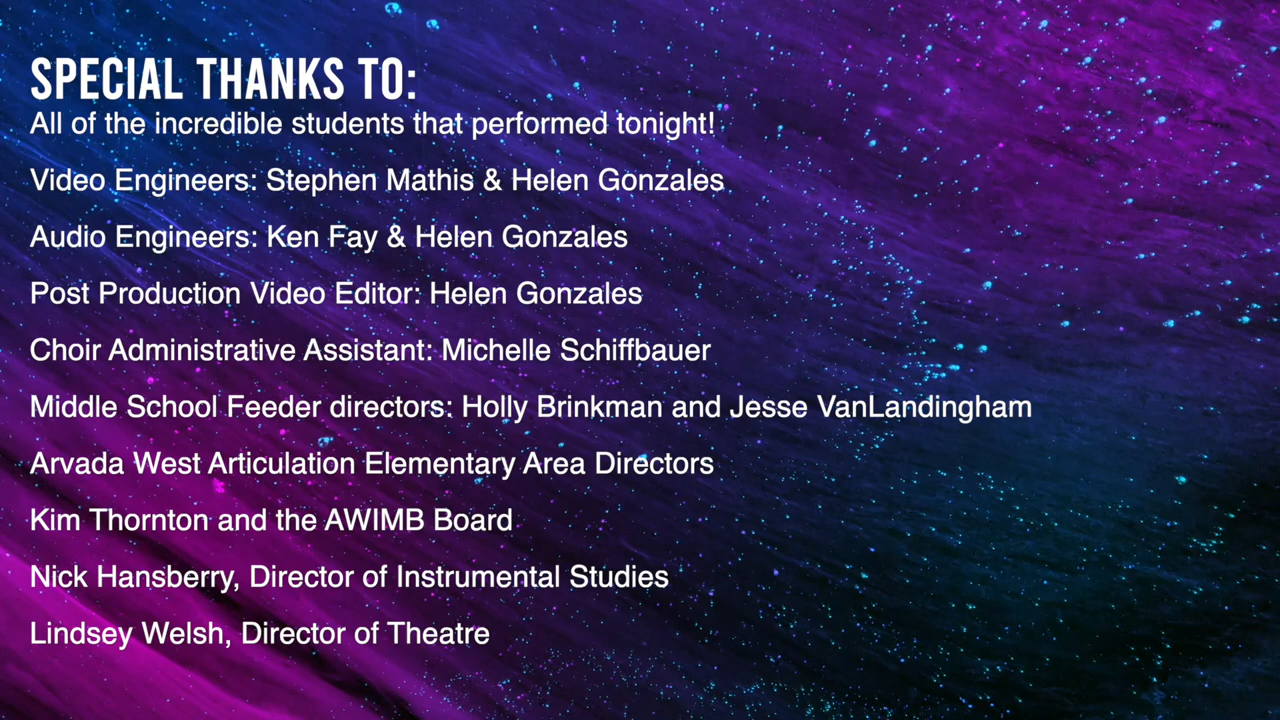 SPECIAL THANKS TO:
All of the incredible students that performed tonight!
Video Engineers: Stephen Mathis & Helen Gonzales
Audio Engineers: Ken Fay & Helen Gonzales
Post Production Video Editor: Helen Gonzales
Choir Administrative Assistant: Michelle Schiffbauer
Middle School Feeder directors: Holly Brinkman and Jesse VanLandingham
Arvada West Articulation Elementary Area Directors
Kim Thornton and the AWIMB Board
Nick Hansberry, Director of Instrumental Studies
Lindsey Welsh, Director of Theatre